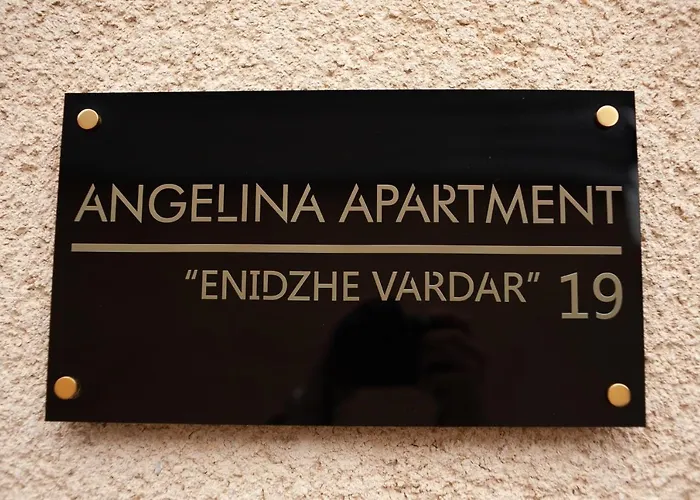 ANGELINA APARTMENT
“ENIDZHE VARDAR” 19